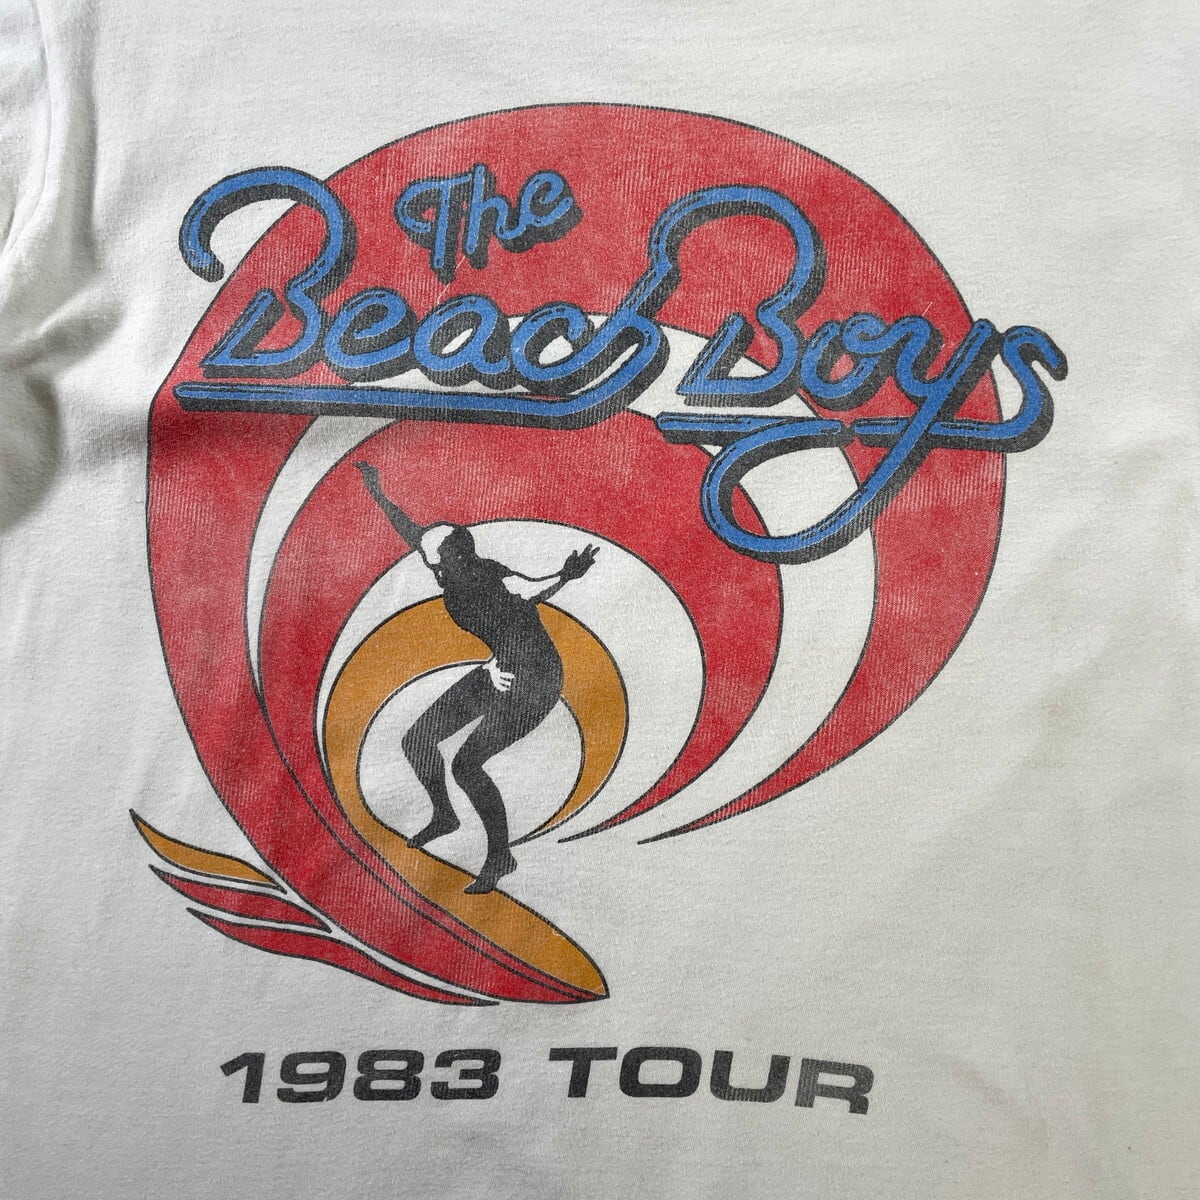 The
Beach Boys
1983 TOUR